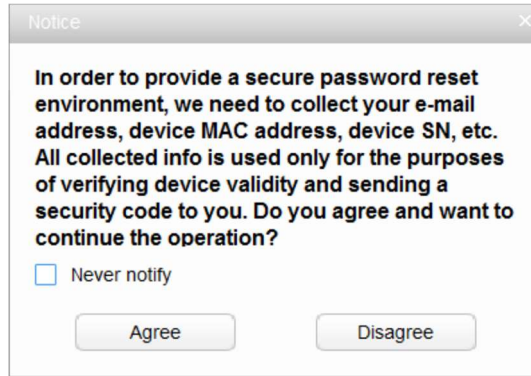 Notice
In order to provide a secure password reset
environment, we need to collect your e-mail
address, device MAC address, device SN, etc.
All collected info is used only for the purposes
of verifying device validity and sending a
security code to you. Do you agree and want to
continue the operation?
Never notify
Agree
Disagree